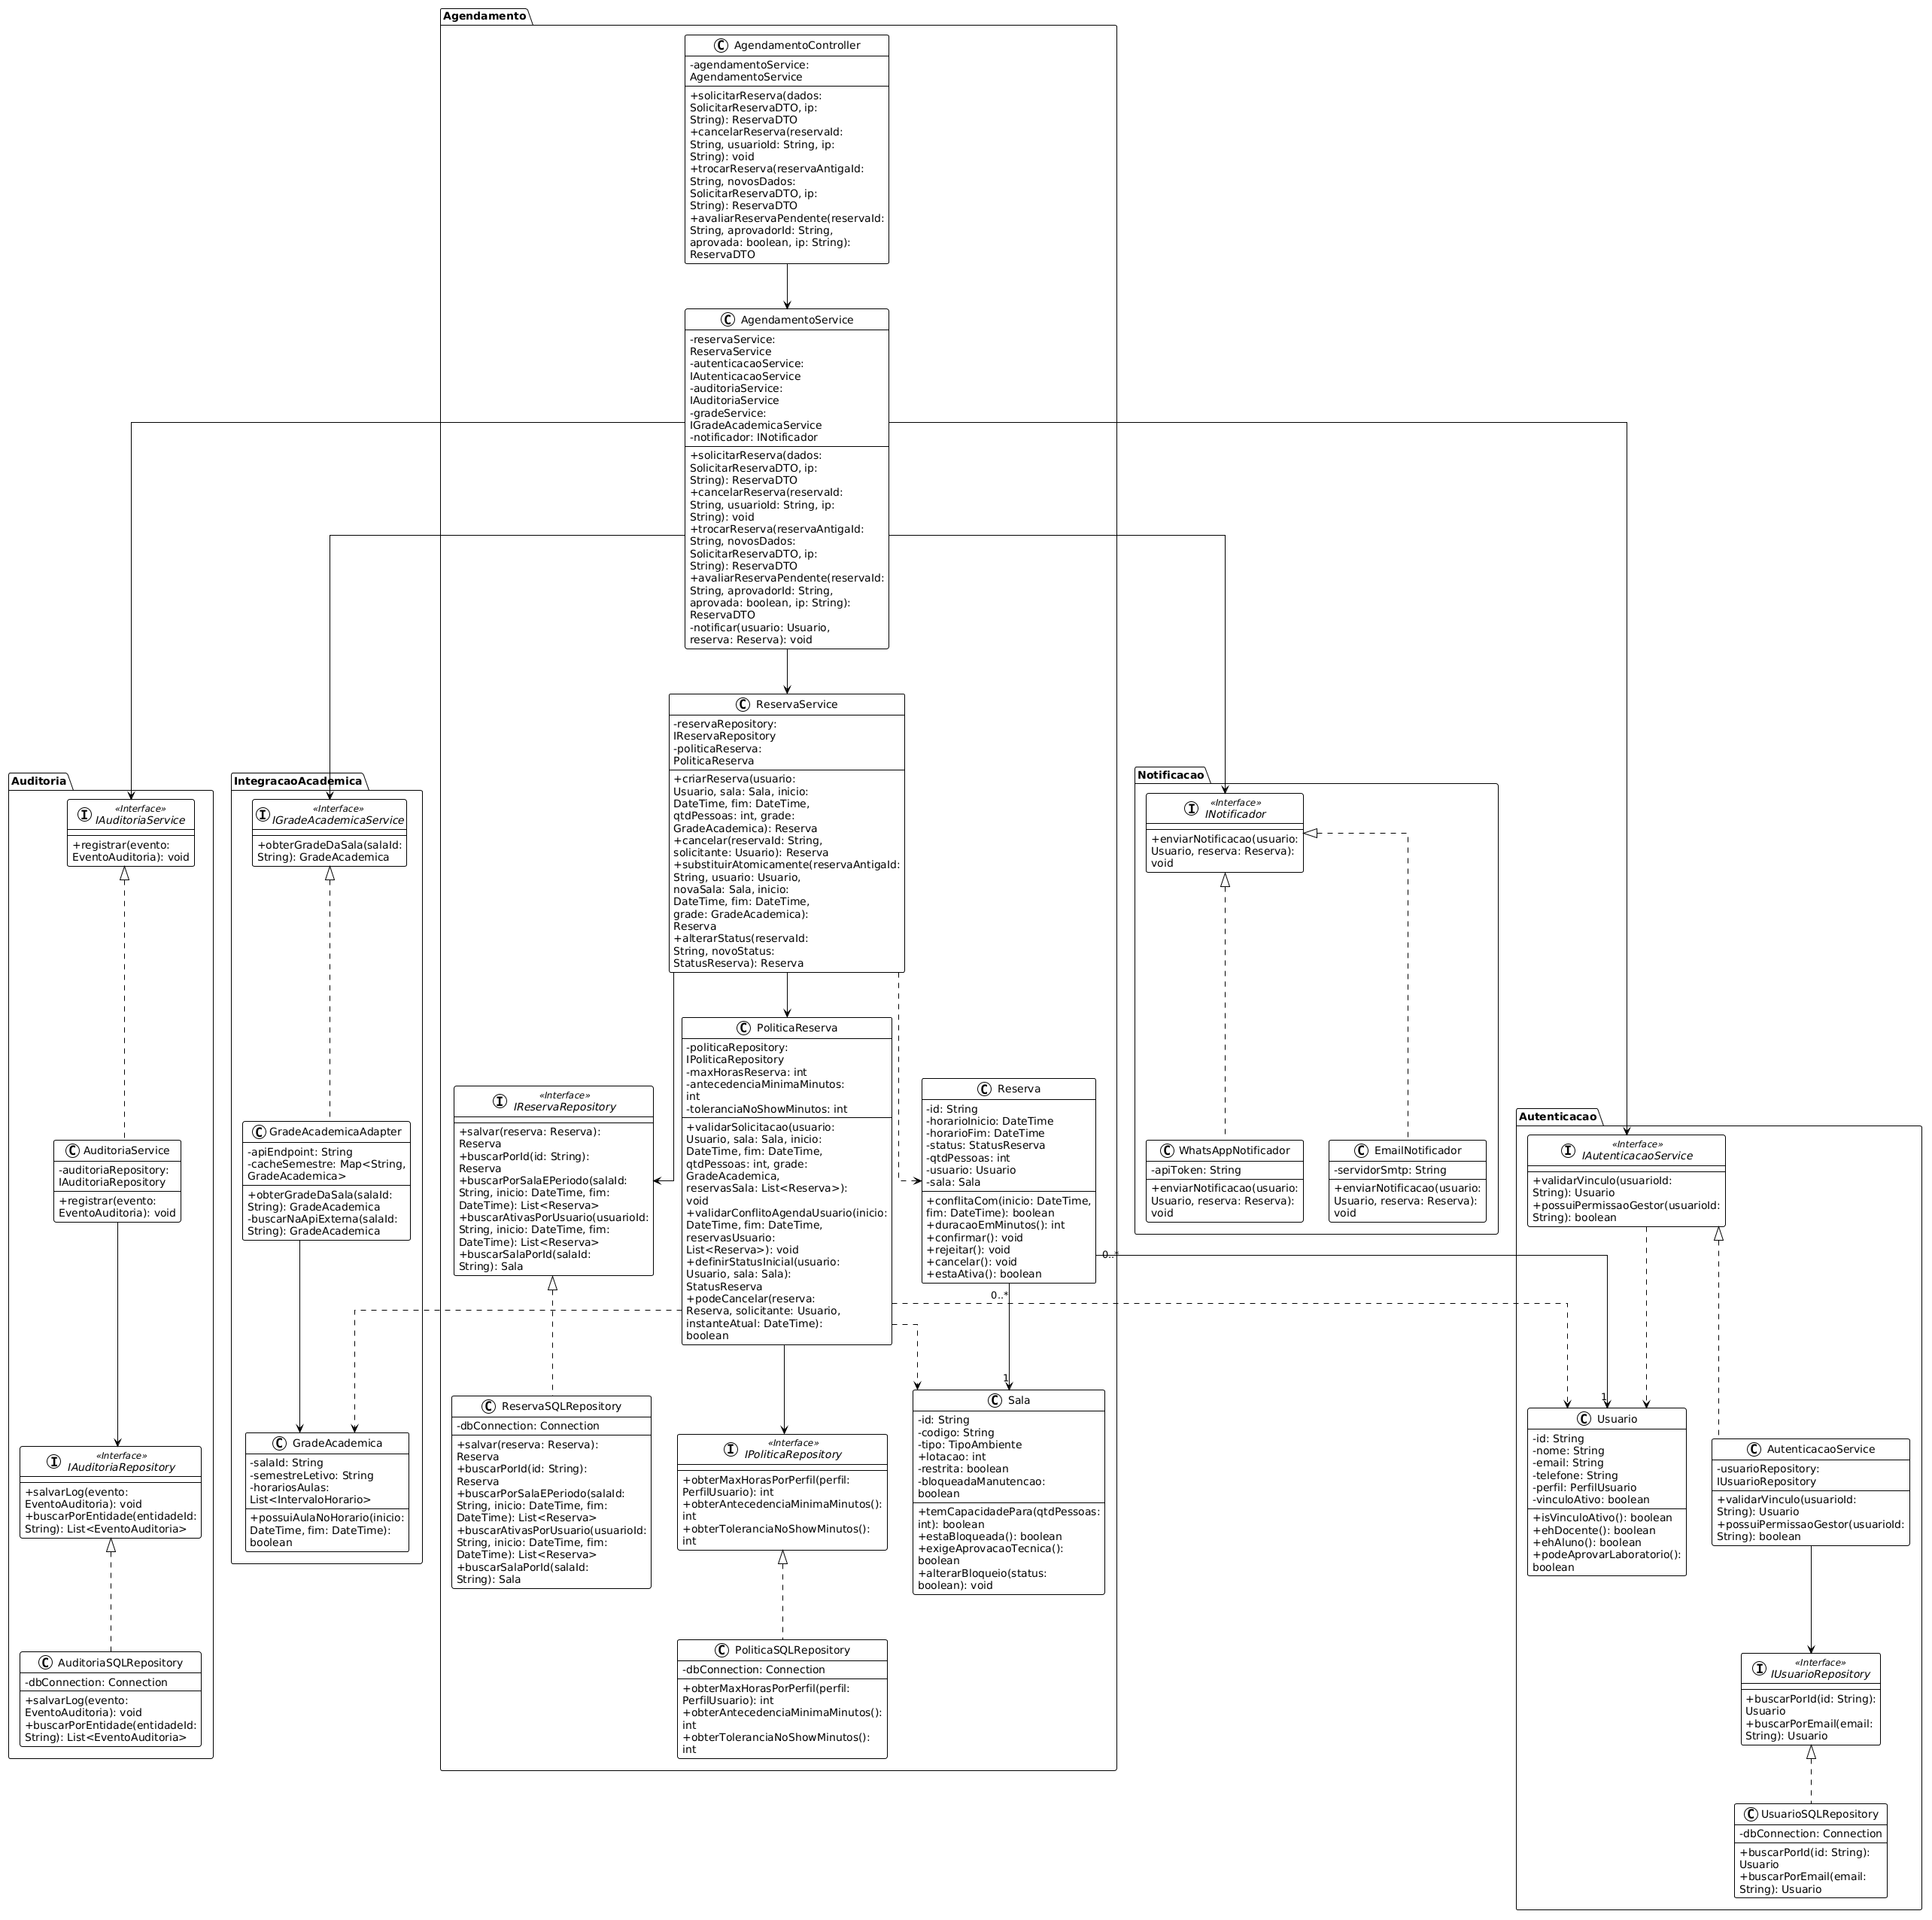 Agendamento
AgendamentoController
-agendamentoService:
AgendamentoService
+solicitarReserva(dados:
SolicitarReservaDTO, ip:
String): ReservaDTO
+cancelarReserva(reservaId:
String, usuarioId: String, ip:
String): void
+trocarReserva(reservaAntigaId:
String, novosDados:
SolicitarReservaDTO, ip:
String): ReservaDTO
+avaliarReservaPendente(reservaId:
String, aprovadorId: String,
aprovada: boolean, ip: String):
ReservaDTO
AgendamentoService
-reservaService:
ReservaService
-autenticacaoService:
IAutenticacaoService
-auditoriaService:
IAuditoriaService
-gradeService:
IGradeAcademicaService
-notificador: INotificador
+solicitarReserva(dados:
SolicitarReservaDTO, ip:
String): ReservaDTO
+cancelarReserva(reservaId:
String, usuarioId: String, ip:
String): void
+trocarReserva(reservaAntigaId:
String, novosDados:
SolicitarReservaDTO, ip:
String): ReservaDTO
+avaliarReservaPendente(reservaId:
String, aprovadorId: String,
aprovada: boolean, ip: String):
ReservaDTO
-notificar(usuario: Usuario,
reserva: Reserva): void
ReservaService
-reservaRepository:
IReservaRepository
-politicaReserva:
PoliticaReserva
+criarReserva(usuario:
Usuario, sala: Sala, inicio:
DateTime, fim: DateTime,
qtdPessoas: int, grade:
GradeAcademica): Reserva
+cancelar(reservaId: String,
solicitante: Usuario): Reserva
+substituirAtomicamente(reservaAntigaId:
String, usuario: Usuario,
novaSala: Sala, inicio:
DateTime, fim: DateTime,
grade: GradeAcademica):
Reserva
+alterarStatus(reservaId:
String, novoStatus:
StatusReserva): Reserva
Auditoria
«Interface»
IAuditoriaService
+registrar(evento:
EventoAuditoria): void
AuditoriaService
-auditoriaRepository:
IAuditoriaRepository
+registrar(evento:
EventoAuditoria): void
«Interface»
IAuditoriaRepository
+salvarLog(evento:
EventoAuditoria): void
+buscarPorEntidade(entidadeId:
String): List<EventoAuditoria>
AuditoriaSQLRepository
-dbConnection: Connection
+salvarLog(evento:
EventoAuditoria): void
+buscarPorEntidade(entidadeId:
String): List<EventoAuditoria>
IntegracaoAcademica
«Interface»
IGradeAcademicaService
+obterGradeDaSala(salaId:
String): GradeAcademica
GradeAcademicaAdapter
-apiEndpoint: String
-cacheSemestre: Map<String,
GradeAcademica>
+obterGradeDaSala(salaId:
String): GradeAcademica
-buscarNaApiExterna(salaId:
String): GradeAcademica
GradeAcademica
-salaId: String
-semestreLetivo: String
-horariosAulas:
List<IntervaloHorario>
+possuiAulaNoHorario(inicio:
DateTime, fim: DateTime):
boolean
«Interface»
IReservaRepository
+salvar(reserva: Reserva):
Reserva
+buscarPorId(id: String):
Reserva
+buscarPorSalaEPeriodo(salaId:
String, inicio: DateTime, fim:
DateTime): List<Reserva>
+buscarAtivasPorUsuario(usuarioId:
String, inicio: DateTime, fim:
DateTime): List<Reserva>
+buscarSalaPorId(salaId:
String): Sala
ReservaSQLRepository
-dbConnection: Connection
+salvar(reserva: Reserva):
Reserva
+buscarPorId(id: String):
Reserva
+buscarPorSalaEPeriodo(salaId:
String, inicio: DateTime, fim:
DateTime): List<Reserva>
+buscarAtivasPorUsuario(usuarioId:
String, inicio: DateTime, fim:
DateTime): List<Reserva>
+buscarSalaPorId(salaId:
String): Sala
PoliticaReserva
-politicaRepository:
IPoliticaRepository
-maxHorasReserva: int
-antecedenciaMinimaMinutos:
int
-toleranciaNoShowMinutos: int
+validarSolicitacao(usuario:
Usuario, sala: Sala, inicio:
DateTime, fim: DateTime,
qtdPessoas: int, grade:
GradeAcademica,
reservasSala: List<Reserva>):
void
+validarConflitoAgendaUsuario(inicio:
DateTime, fim: DateTime,
reservasUsuario:
List<Reserva>): void
+definirStatusInicial(usuario:
Usuario, sala: Sala):
StatusReserva
+podeCancelar(reserva:
Reserva, solicitante: Usuario,
instanteAtual: DateTime):
boolean
«Interface»
IPoliticaRepository
+obterMaxHorasPorPerfil(perfil:
PerfilUsuario): int
+obterAntecedenciaMinimaMinutos():
int
+obterToleranciaNoShowMinutos():
int
PoliticaSQLRepository
-dbConnection: Connection
+obterMaxHorasPorPerfil(perfil:
PerfilUsuario): int
+obterAntecedenciaMinimaMinutos():
int
+obterToleranciaNoShowMinutos():
int
Reserva
-id: String
-horarioInicio: DateTime
-horarioFim: DateTime
-status: StatusReserva
-qtdPessoas: int
-usuario: Usuario
-sala: Sala
+conflitaCom(inicio: DateTime,
fim: DateTime): boolean
+duracaoEmMinutos(): int
+confirmar(): void
+rejeitar(): void
+cancelar(): void
+estaAtiva(): boolean
0..*
0..*
1
1
Sala
-id: String
-codigo: String
-tipo: TipoAmbiente
+lotacao: int
-restrita: boolean
-bloqueadaManutencao:
boolean
+temCapacidadePara(qtdPessoas:
int): boolean
+estaBloqueada(): boolean
+exigeAprovacaoTecnica():
boolean
+alterarBloqueio(status:
boolean): void
Notificacao
«Interface»
INotificador
+enviarNotificacao(usuario:
Usuario, reserva: Reserva):
void
WhatsAppNotificador
-apiToken: String
+enviarNotificacao(usuario:
Usuario, reserva: Reserva):
void
EmailNotificador
-servidorSmtp: String
+enviarNotificacao(usuario:
Usuario, reserva: Reserva):
void
Autenticacao
«Interface»
IAutenticacaoService
+validarVinculo(usuarioId:
String): Usuario
+possuiPermissaoGestor(usuarioId:
String): boolean
Usuario
-id: String
-nome: String
-email: String
-telefone: String
-perfil: PerfilUsuario
-vinculoAtivo: boolean
+isVinculoAtivo(): boolean
+ehDocente(): boolean
+ehAluno(): boolean
+podeAprovarLaboratorio():
boolean
AutenticacaoService
-usuarioRepository:
IUsuarioRepository
+validarVinculo(usuarioId:
String): Usuario
+possuiPermissaoGestor(usuarioId:
String): boolean
«Interface»
IUsuarioRepository
+buscarPorId(id: String):
Usuario
+buscarPorEmail(email:
String): Usuario
UsuarioSQLRepository
-dbConnection: Connection
+buscarPorId(id: String):
Usuario
+buscarPorEmail(email:
String): Usuario